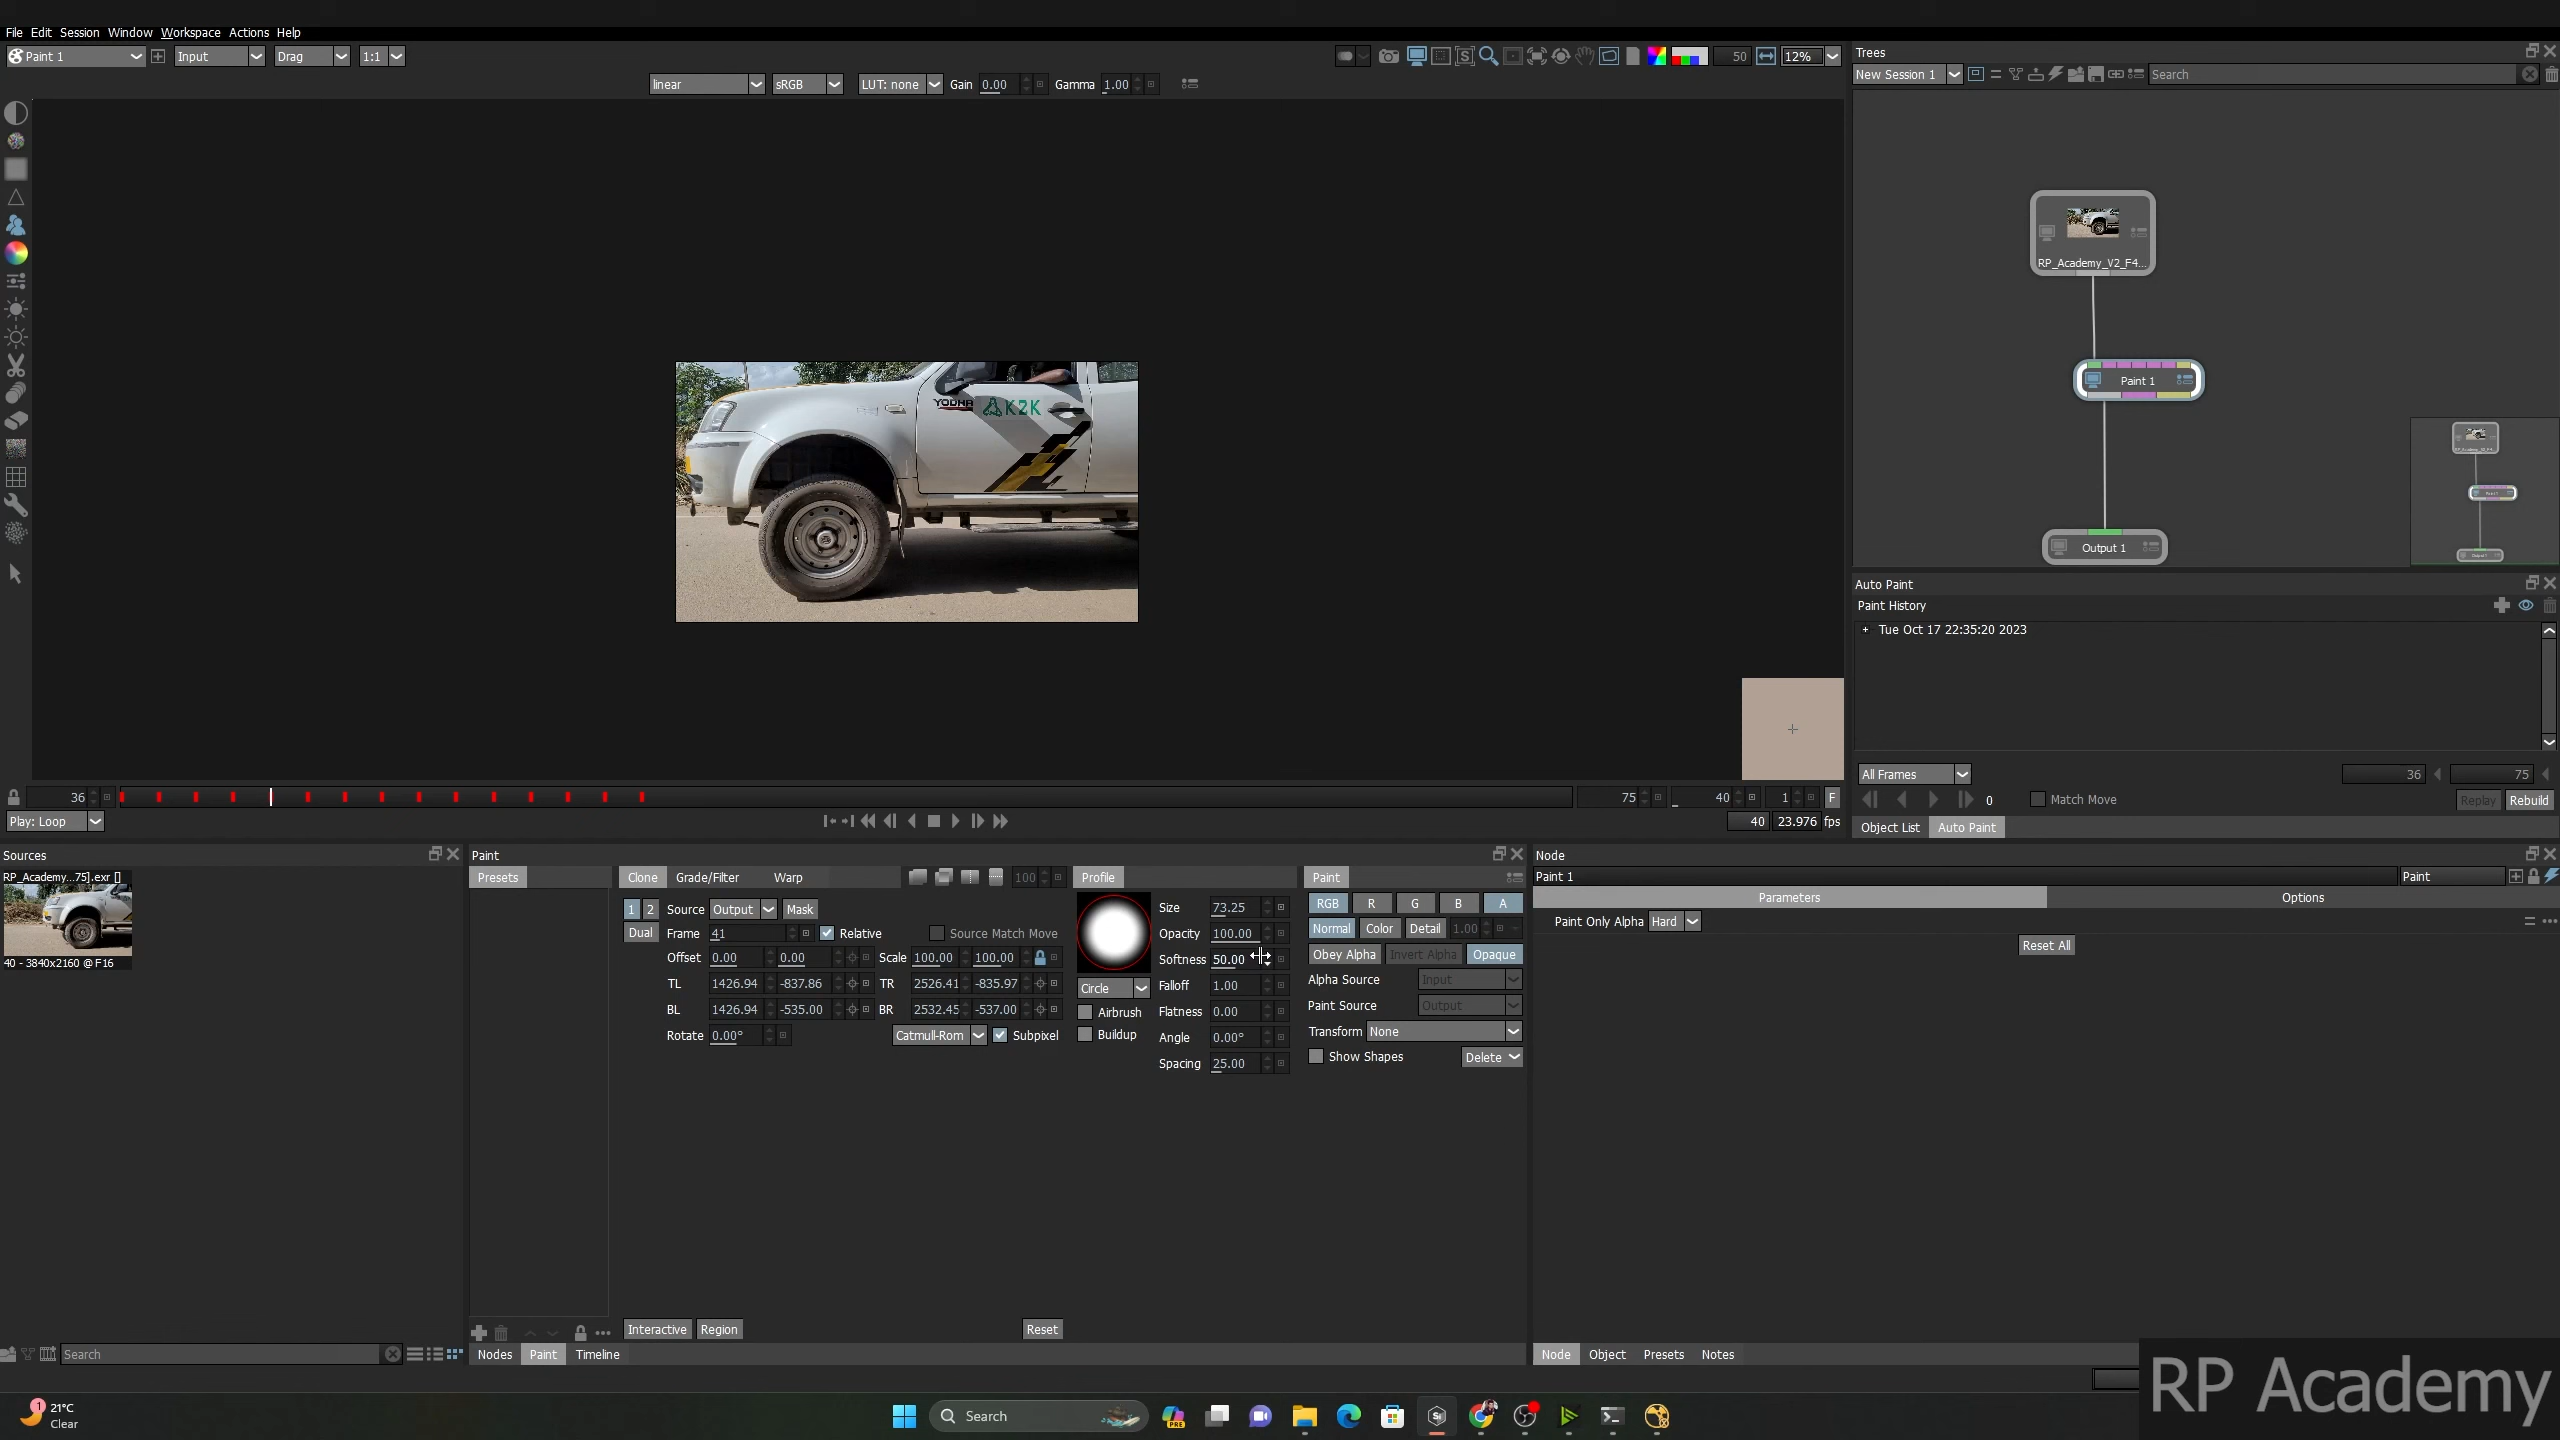 File Edit Session Window Workspace Actions Help
Paint 1 Input Drag 1:1
50 12%
linear sRGB LUT: none Gain 0.00 Gamma 1.00
Trees
New Session 1 Search
RP_Academy_V2_F4...
Paint 1
Output 1
YODHA K2K
Auto Paint
Paint History
Tue Oct 17 22:35:20 2023
All Frames 36 75
0 Match Move Replay Rebuild
Object List Auto Paint
36 75 40 1 F
Play: Loop 40 23.976 fps
Sources
RP_Academy...75].exr []
40 - 3840x2160 @F16
Search
Paint
Presets
Clone Grade/Filter Warp 100
1 2 Source Output Mask
Dual Frame 41 Relative Source Match Move
Offset 0.00 0.00 Scale 100.00 100.00
TL 1426.94 -837.86 TR 2526.41 -835.97
BL 1426.94 -535.00 BR 2532.45 -537.00
Rotate 0.00° Catmull-Rom Subpixel
Interactive Region Reset
Nodes Paint Timeline
Profile
Circle
Airbrush
Buildup
Size 73.25
Opacity 100.00
Softness 50.00
Falloff 1.00
Flatness 0.00
Angle 0.00°
Spacing 25.00
Paint
RGB R G B A
Normal Color Detail 1.00
Obey Alpha Invert Alpha Opaque
Alpha Source Input
Paint Source Output
Transform None
Show Shapes Delete
Node
Paint 1 Paint
Parameters Options
Paint Only Alpha Hard
Reset All
Node Object Presets Notes
RP Academy
1 21°C
Clear
Search
PRE